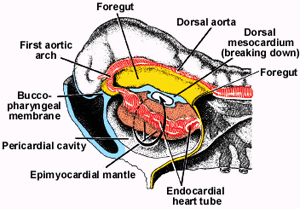 Foregut
Dorsal aorta
Dorsal
mesocardium
(breaking down)
First aortic
arch
Foregut
Bucco-
pharyngeal
membrane
Pericardial cavity
Epimyocardial mantle
Endocardial
heart tube